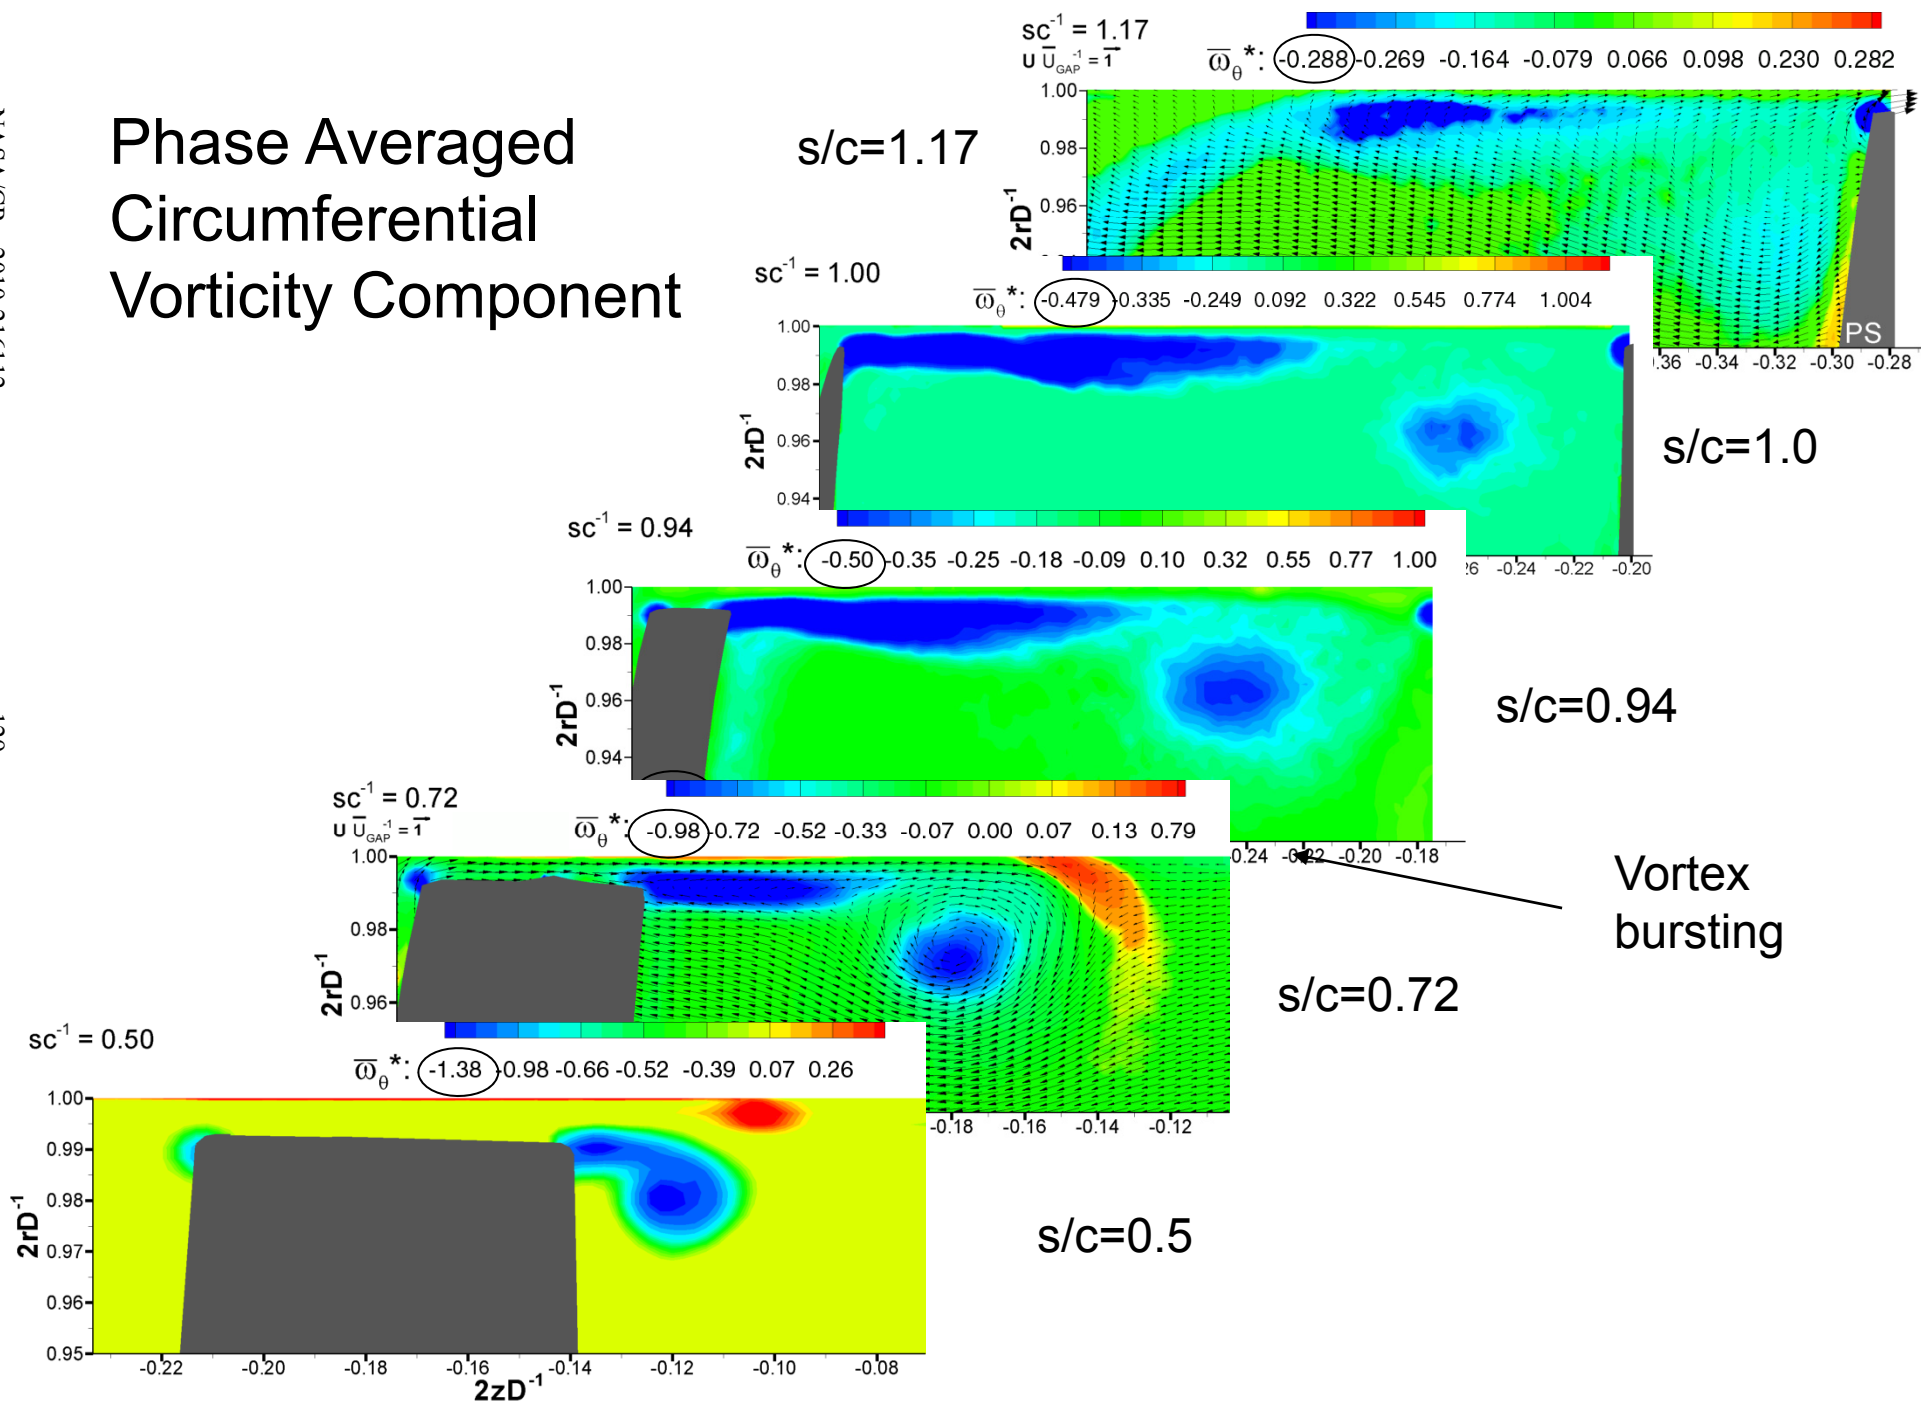 Phase Averaged
Circumferential
Vorticity Component
s/c=1.17
sc⁻¹ = 1.17
U U̅_GAP⁻¹ = 1
ω̅_θ*: -0.288 -0.269 -0.164 -0.079 0.066 0.098 0.230 0.282
1.00
0.98
0.96
2rD⁻¹
PS
.36 -0.34 -0.32 -0.30 -0.28
sc⁻¹ = 1.00
ω̅_θ*: -0.479 -0.335 -0.249 0.092 0.322 0.545 0.774 1.004
1.00
0.98
0.96
0.94
2rD⁻¹
26 -0.24 -0.22 -0.20
s/c=1.0
sc⁻¹ = 0.94
ω̅_θ*: -0.50 -0.35 -0.25 -0.18 -0.09 0.10 0.32 0.55 0.77 1.00
1.00
0.98
0.96
0.94
2rD⁻¹
0.24 -0.22 -0.20 -0.18
s/c=0.94
Vortex
bursting
sc⁻¹ = 0.72
U U̅_GAP⁻¹ = 1
ω̅_θ*: -0.98 -0.72 -0.52 -0.33 -0.07 0.00 0.07 0.13 0.79
1.00
0.98
0.96
2rD⁻¹
-0.18 -0.16 -0.14 -0.12
s/c=0.72
sc⁻¹ = 0.50
ω̅_θ*: -1.38 -0.98 -0.66 -0.52 -0.39 0.07 0.26
1.00
0.99
0.98
0.97
0.96
0.95
2rD⁻¹
-0.22 -0.20 -0.18 -0.16 -0.14 -0.12 -0.10 -0.08
2zD⁻¹
s/c=0.5